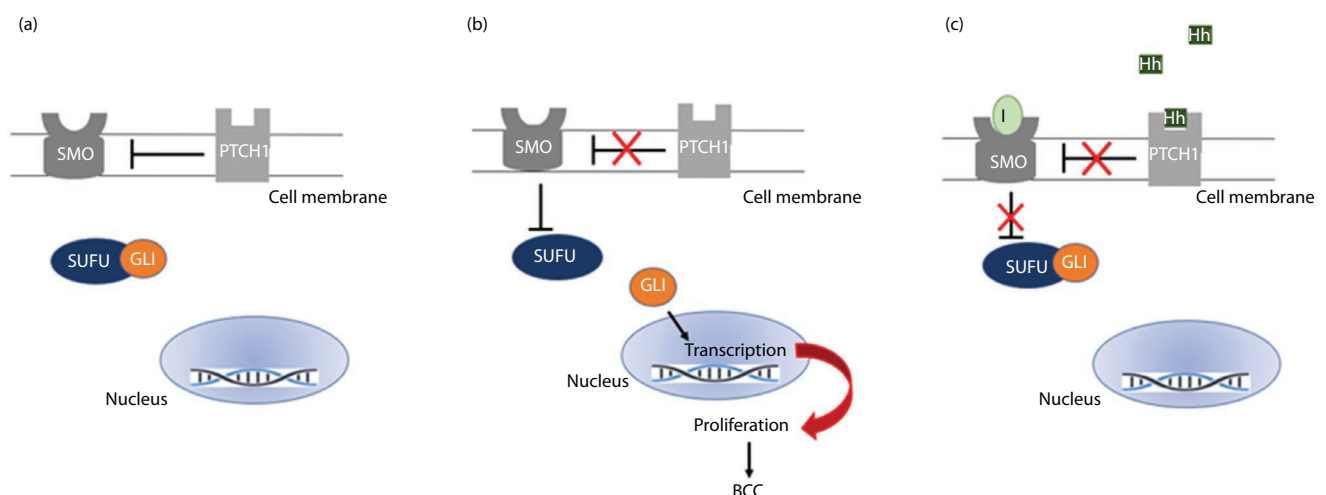 (a)
SMO
PTCH1
Cell membrane
SUFU
GLI
Nucleus
(b)
SMO
PTCH1
Cell membrane
SUFU
GLI
Transcription
Nucleus
Proliferation
BCC
(c)
Hh
Hh
I
Hh
SMO
PTCH1
Cell membrane
SUFU
GLI
Nucleus